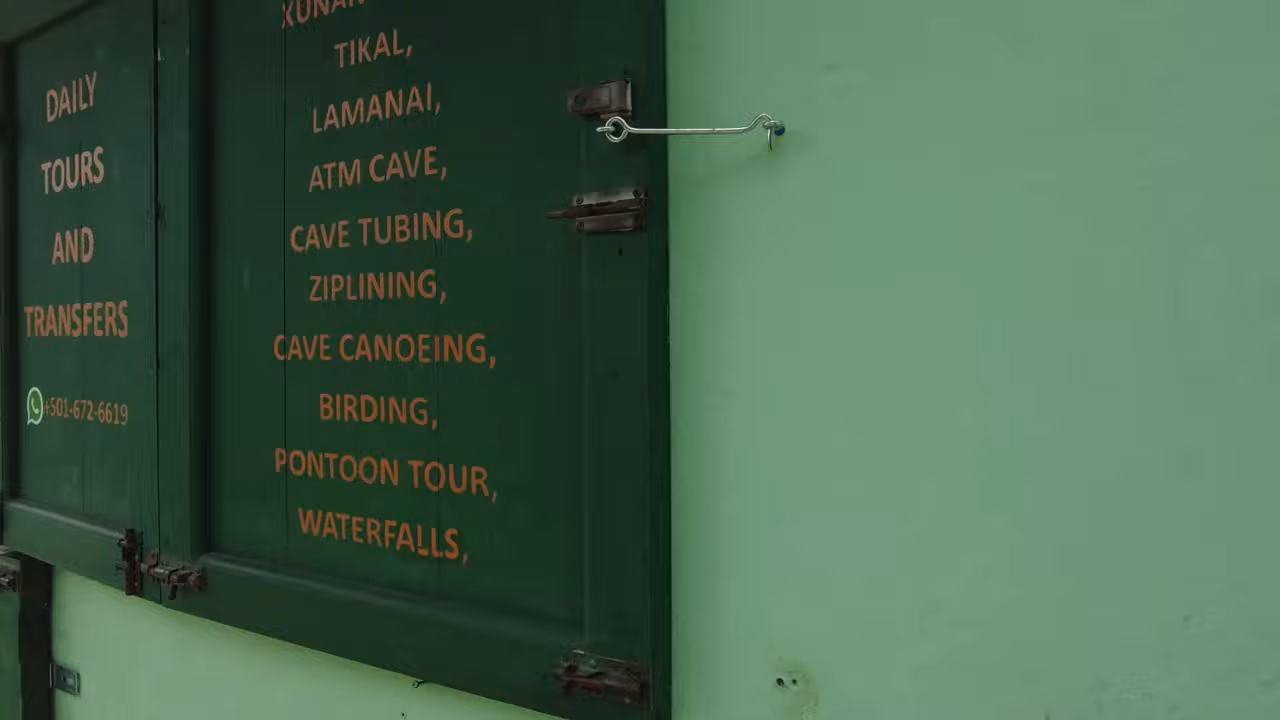 DAILY
TOURS
AND
TRANSFERS
+501-672-6619
XUNAN
TIKAL,
LAMANAI,
ATM CAVE,
CAVE TUBING,
ZIPLINING,
CAVE CANOEING,
BIRDING,
PONTOON TOUR,
WATERFALLS,